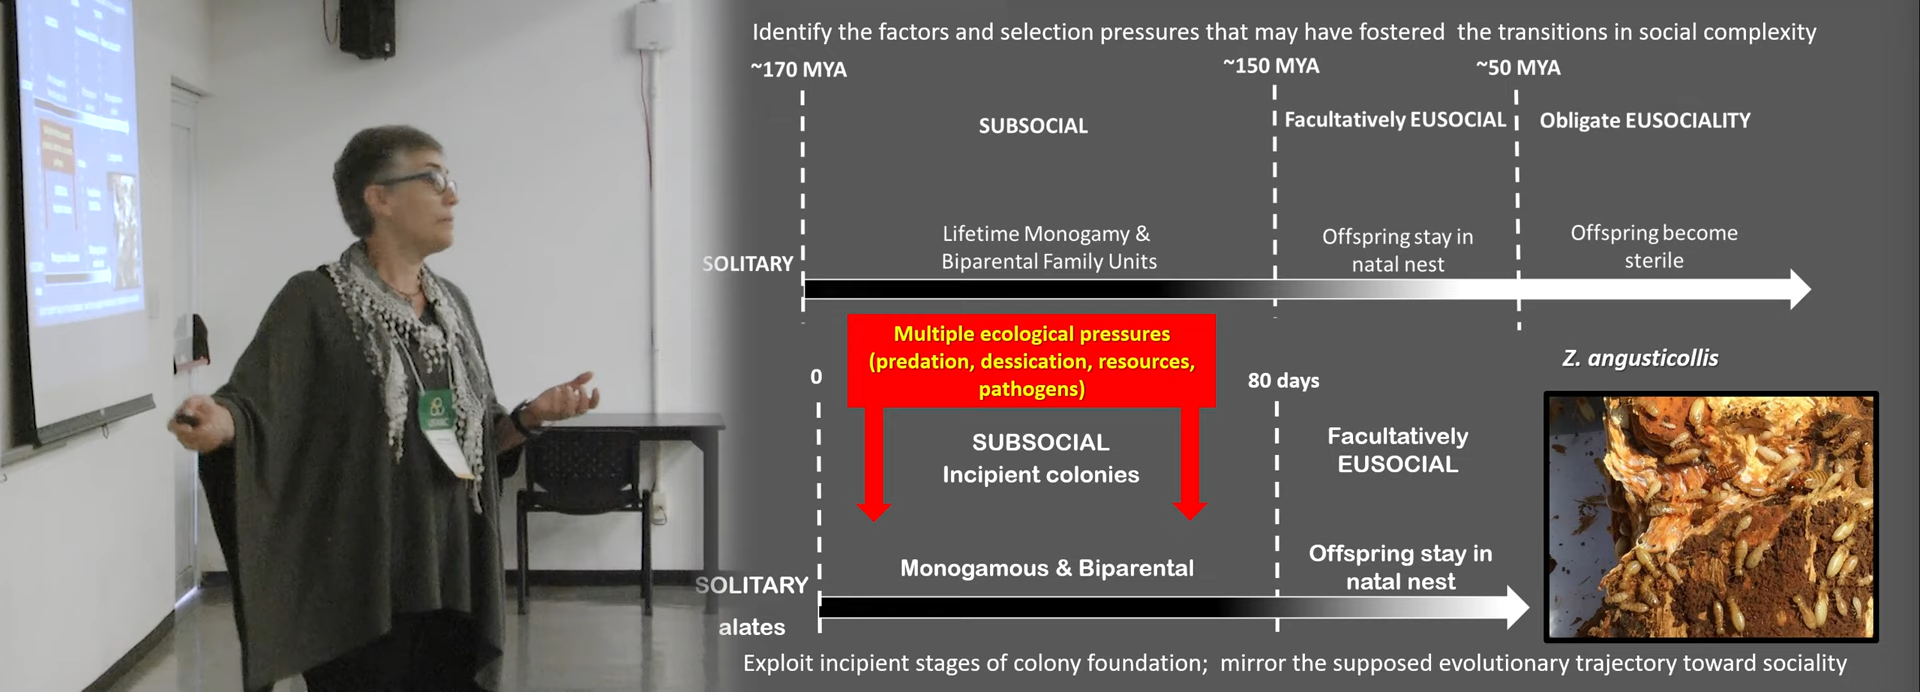 Identify the factors and selection pressures that may have fostered the transitions in social complexity
~170 MYA
~150 MYA
~50 MYA
SUBSOCIAL
Facultatively EUSOCIAL
Obligate EUSOCIALITY
Lifetime Monogamy &
Biparental Family Units
Offspring stay in
natal nest
Offspring become
sterile
SOLITARY
Multiple ecological pressures
(predation, dessication, resources,
pathogens)
Z. angusticollis
0
80 days
SUBSOCIAL
Incipient colonies
Facultatively
EUSOCIAL
Monogamous & Biparental
Offspring stay in
natal nest
SOLITARY
alates
Exploit incipient stages of colony foundation; mirror the supposed evolutionary trajectory toward sociality